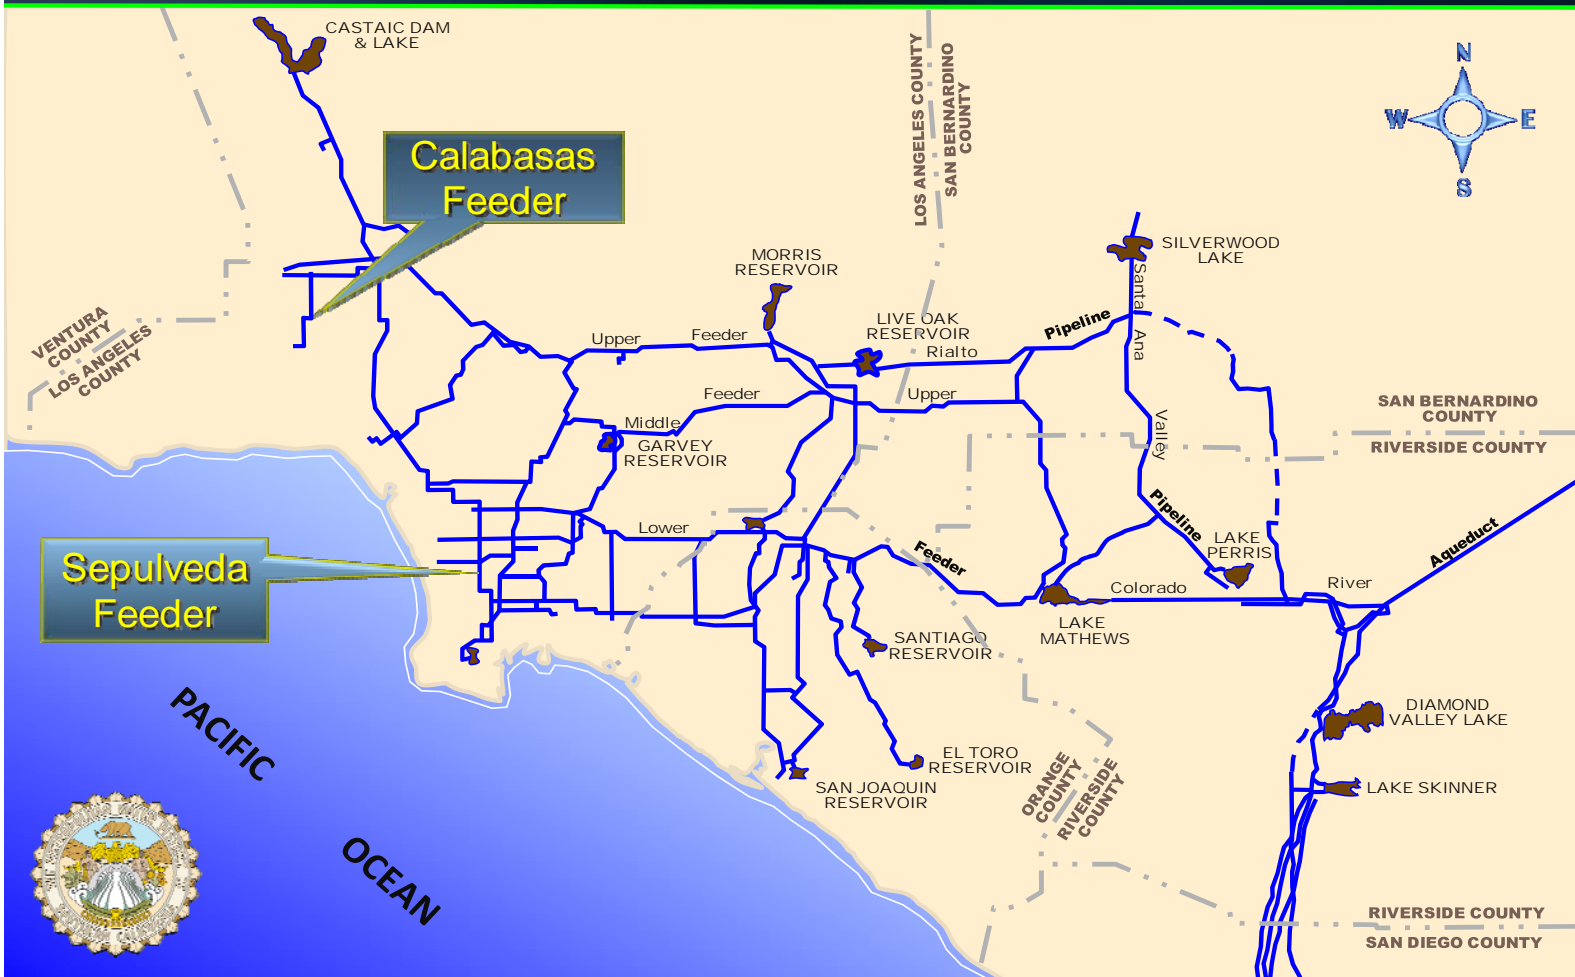 CASTAIC DAM
& LAKE
LOS ANGELES COUNTY
SAN BERNARDINO
COUNTY
N
W
E
S
Calabasas
Feeder
MORRIS
RESERVOIR
SILVERWOOD
LAKE
Santa
Ana
Valley
Pipeline
VENTURA
COUNTY
LOS ANGELES
COUNTY
Upper
Feeder
LIVE OAK
RESERVOIR
Rialto
Pipeline
Feeder
Upper
Middle
GARVEY
RESERVOIR
SAN BERNARDINO
COUNTY
RIVERSIDE COUNTY
Lower
Feeder
LAKE
PERRIS
Aqueduct
Sepulveda
Feeder
Colorado
River
LAKE
MATHEWS
SANTIAGO
RESERVOIR
DIAMOND
VALLEY LAKE
PACIFIC
OCEAN
EL TORO
RESERVOIR
SAN JOAQUIN
RESERVOIR
ORANGE
COUNTY
RIVERSIDE
COUNTY
LAKE SKINNER
RIVERSIDE COUNTY
SAN DIEGO COUNTY